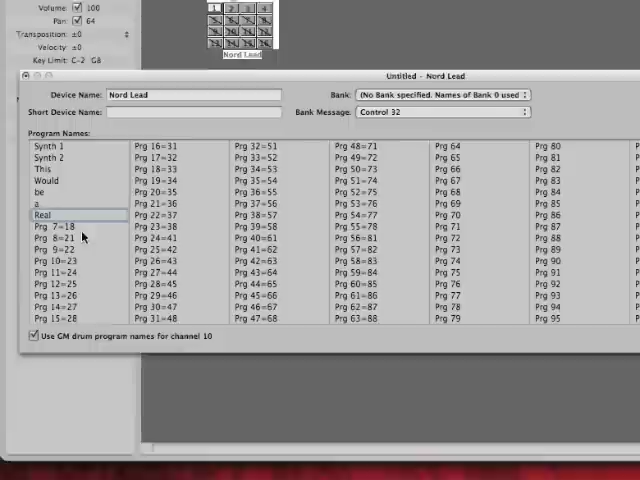 Volume: 100
Pan: 64
Transposition: ±0
Velocity: ±0
Key Limit: C-2 G8
1 2 3 4
Nord Lead
Untitled - Nord Lead
Device Name: Nord Lead Bank: (No Bank specified. Names of Bank 0 used
Short Device Name: Bank Message: Control 32
Program Names:
Synth 1 Prg 16=31 Prg 32=51 Prg 48=71 Prg 64 Prg 80 P
Synth 2 Prg 17=32 Prg 33=52 Prg 49=72 Prg 65 Prg 81 P
This Prg 18=33 Prg 34=53 Prg 50=73 Prg 66 Prg 82 P
Would Prg 19=34 Prg 35=54 Prg 51=74 Prg 67 Prg 83 P
be Prg 20=35 Prg 36=55 Prg 52=75 Prg 68 Prg 84 P
a Prg 21=36 Prg 37=56 Prg 53=76 Prg 69 Prg 85 P
Real Prg 22=37 Prg 38=57 Prg 54=77 Prg 70 Prg 86 P
Prg 7=18 Prg 23=38 Prg 39=58 Prg 55=78 Prg 71 Prg 87 P
Prg 8=21 Prg 24=41 Prg 40=61 Prg 56=81 Prg 72 Prg 88 P
Prg 9=22 Prg 25=42 Prg 41=62 Prg 57=82 Prg 73 Prg 89 P
Prg 10=23 Prg 26=43 Prg 42=63 Prg 58=83 Prg 74 Prg 90 P
Prg 11=24 Prg 27=44 Prg 43=64 Prg 59=84 Prg 75 Prg 91 P
Prg 12=25 Prg 28=45 Prg 44=65 Prg 60=85 Prg 76 Prg 92 P
Prg 13=26 Prg 29=46 Prg 45=66 Prg 61=86 Prg 77 Prg 93 P
Prg 14=27 Prg 30=47 Prg 46=67 Prg 62=87 Prg 78 Prg 94 P
Prg 15=28 Prg 31=48 Prg 47=68 Prg 63=88 Prg 79 Prg 95 P
Use GM drum program names for channel 10